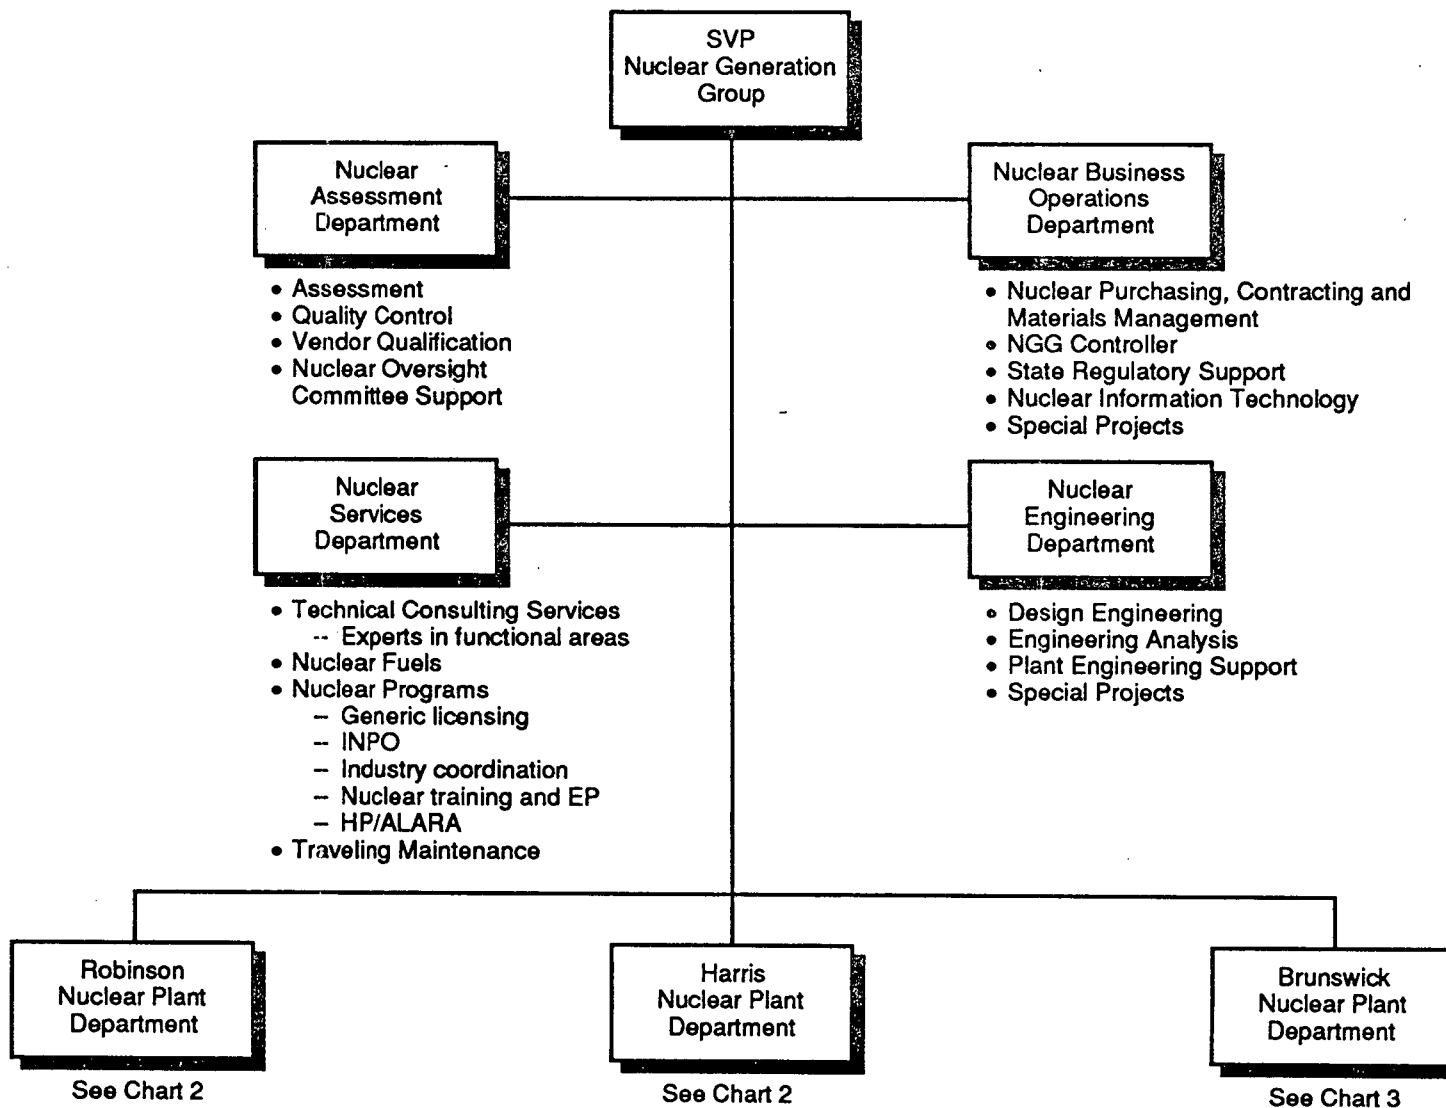 SVP
Nuclear Generation
Group
Nuclear
Assessment
Department
• Assessment
• Quality Control
• Vendor Qualification
• Nuclear Oversight
Committee Support
Nuclear Business
Operations
Department
• Nuclear Purchasing, Contracting and
Materials Management
• NGG Controller
• State Regulatory Support
• Nuclear Information Technology
• Special Projects
Nuclear
Services
Department
• Technical Consulting Services
-- Experts in functional areas
• Nuclear Fuels
• Nuclear Programs
– Generic licensing
– INPO
– Industry coordination
– Nuclear training and EP
– HP/ALARA
• Traveling Maintenance
Nuclear
Engineering
Department
• Design Engineering
• Engineering Analysis
• Plant Engineering Support
• Special Projects
Robinson
Nuclear Plant
Department
See Chart 2
Harris
Nuclear Plant
Department
See Chart 2
Brunswick
Nuclear Plant
Department
See Chart 3